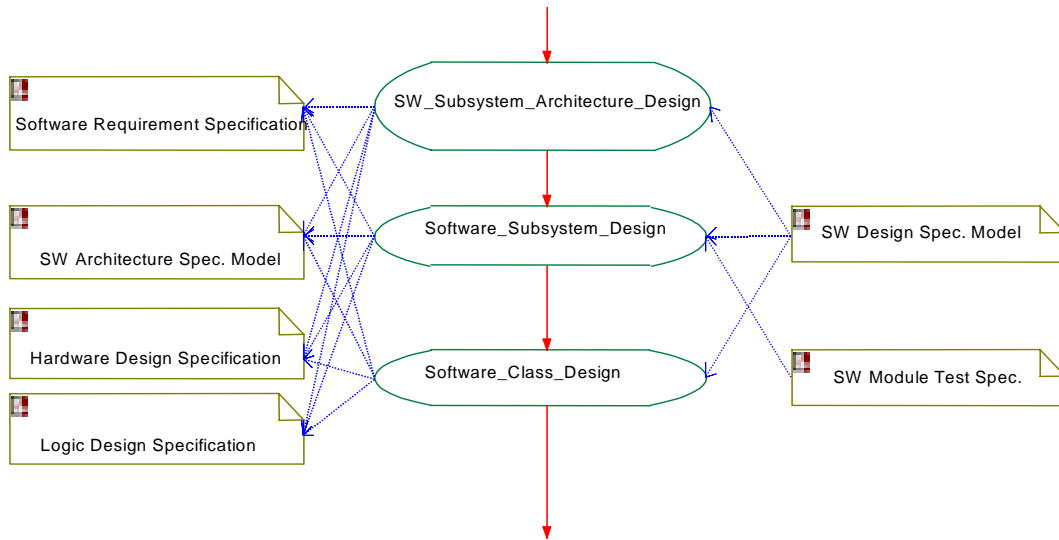 SW_Subsystem_Architecture_Design
Software Requirement Specification
Software_Subsystem_Design
SW Design Spec. Model
SW Architecture Spec. Model
Hardware Design Specification
Software_Class_Design
SW Module Test Spec.
Logic Design Specification